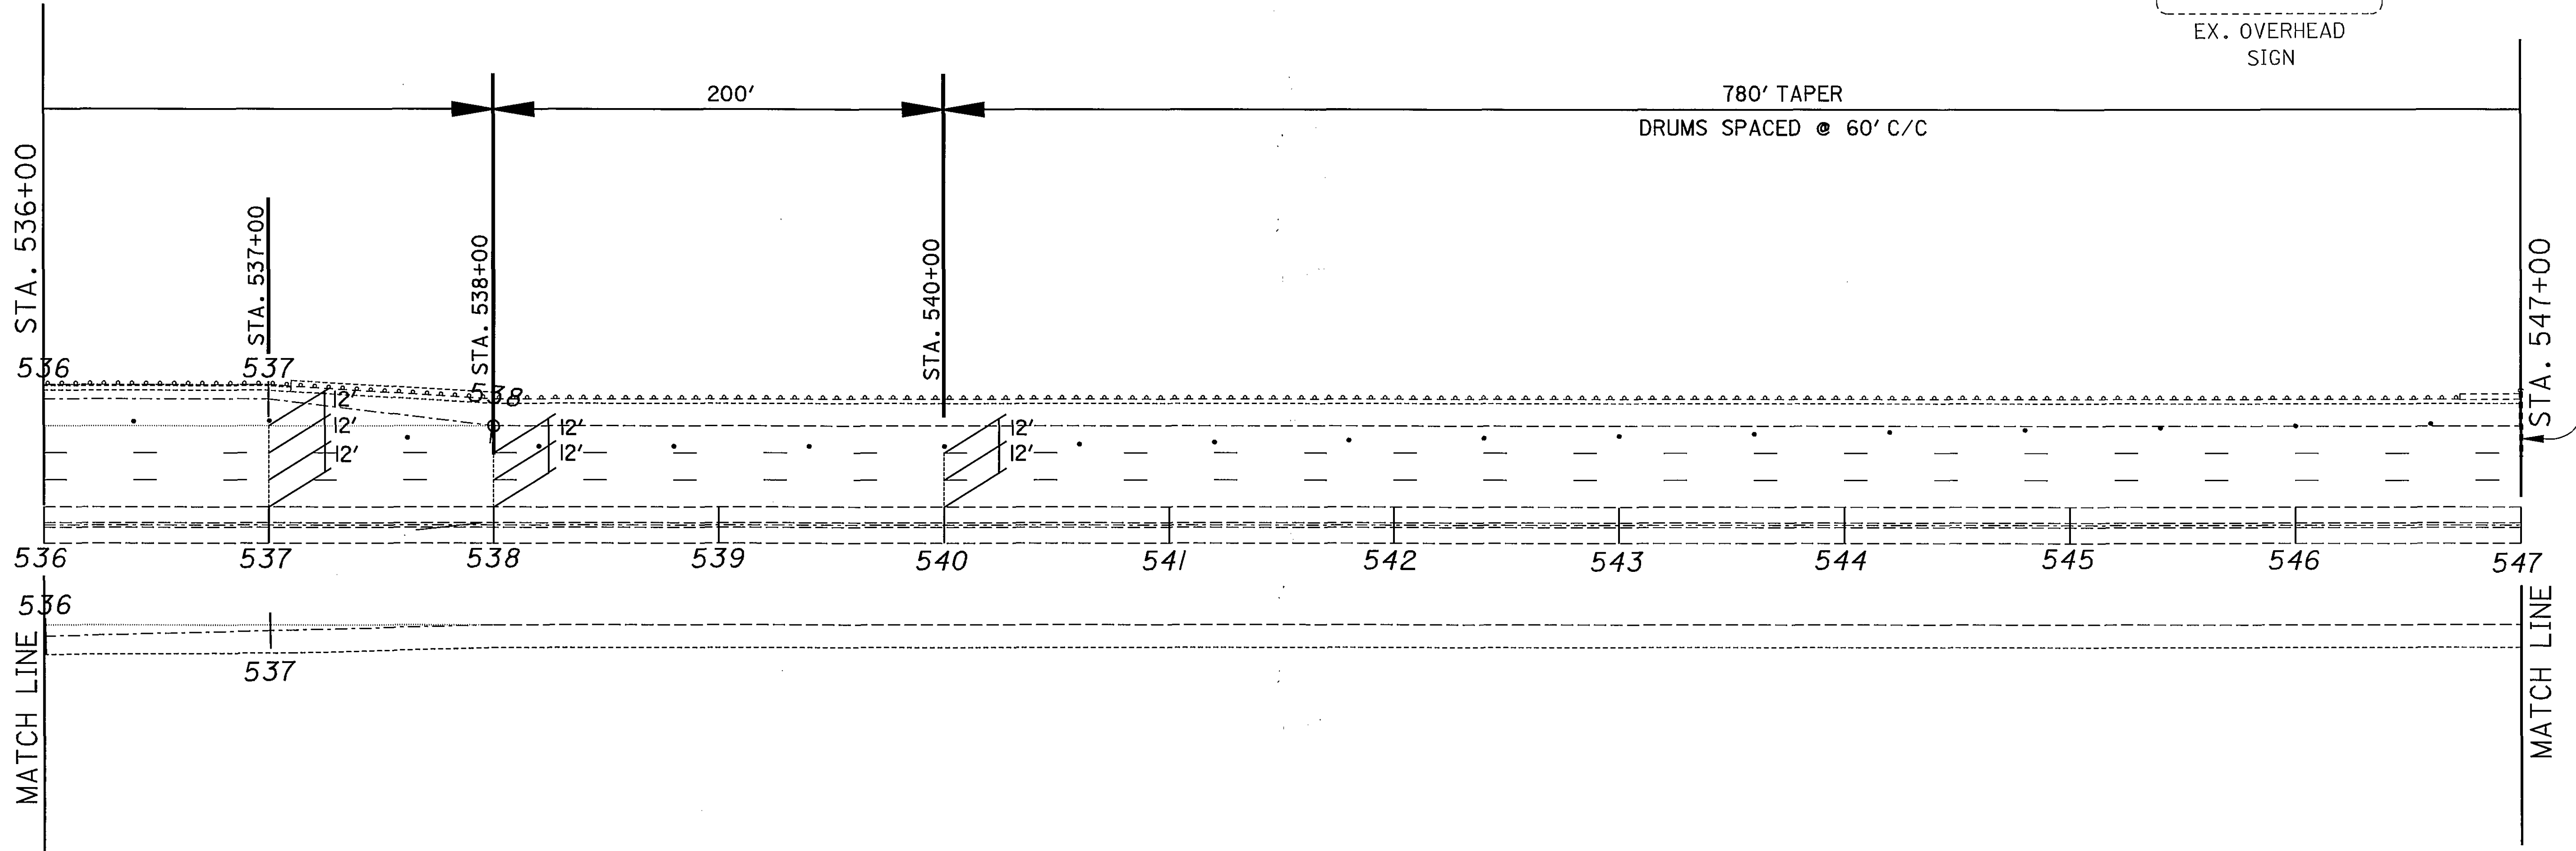 EX. OVERHEAD
SIGN
200'
780' TAPER
DRUMS SPACED @ 60' C/C
STA. 536+00
STA. 537+00
STA. 538+00
STA. 540+00
STA. 547+00
536
537
538
12'
12'
12'
12'
12'
12'
12'
536
537
538
539
540
541
542
543
544
545
546
547
536
537
MATCH LINE
MATCH LINE